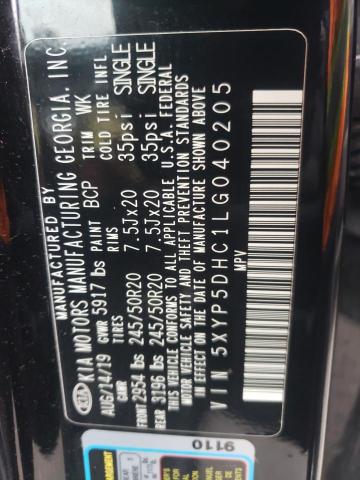 MANUFACTURED BY
KIA KIA MOTORS MANUFACTURING GEORGIA. INC.
AUG/14/19 GVWR 5917 lbs PAINT BCP TRIM WK
GWR TIRES RIMS COLD TIRE INFL
FRONT 2954 lbs 245/50R20 7.5Jx20 35psi SINGLE
REAR 3196 lbs 245/50R20 7.5Jx20 35psi SINGLE
THIS VEHICLE CONFORMS TO ALL APPLICABLE U.S.A. FEDERAL
MOTOR VEHICLE SAFETY AND THEFT PREVENTION STANDARDS
IN EFFECT ON THE DATE OF MANUFACTURE SHOWN ABOVE
VIN 5XYP5DHC1LG040205
MPV
9110